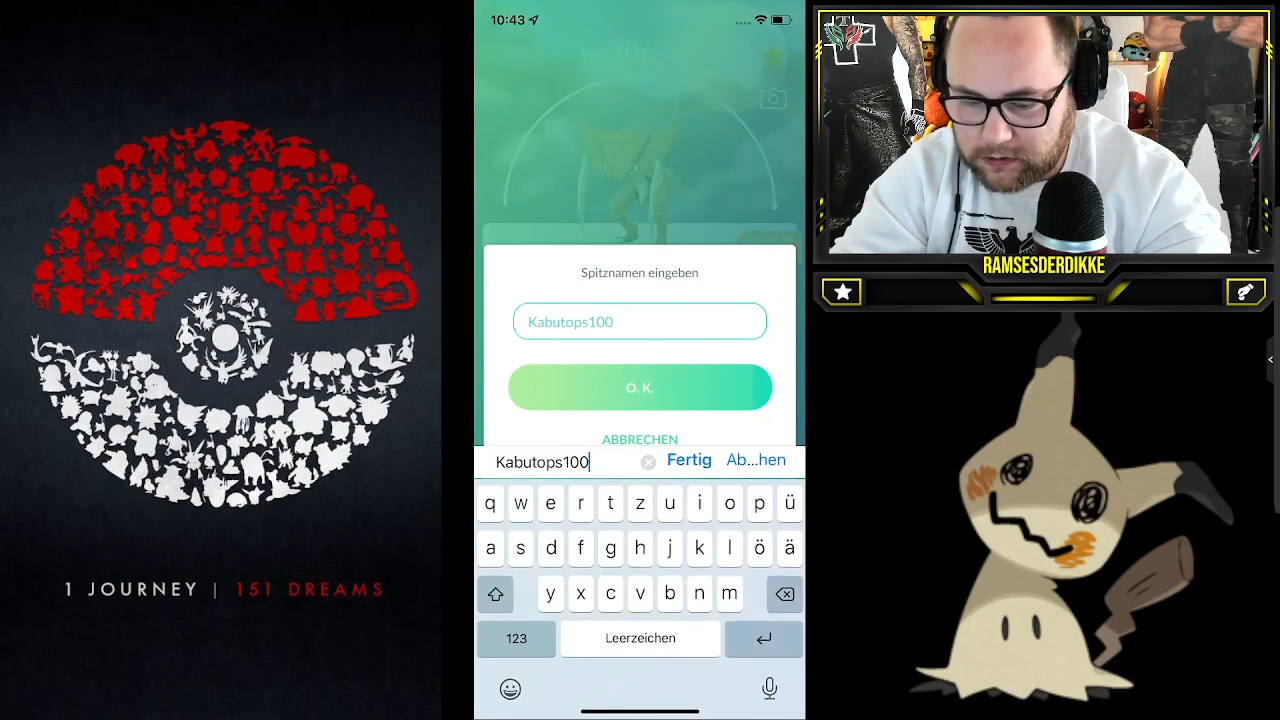 1 JOURNEY | 151 DREAMS
10:43
Spitznamen eingeben
Kabutops100
O. K.
ABBRECHEN
Kabutops100
Fertig
Ab...hen
q w e r t z u i o p ü
a s d f g h j k l ö ä
y x c v b n m
123
Leerzeichen
RAMSESDERDIKKE